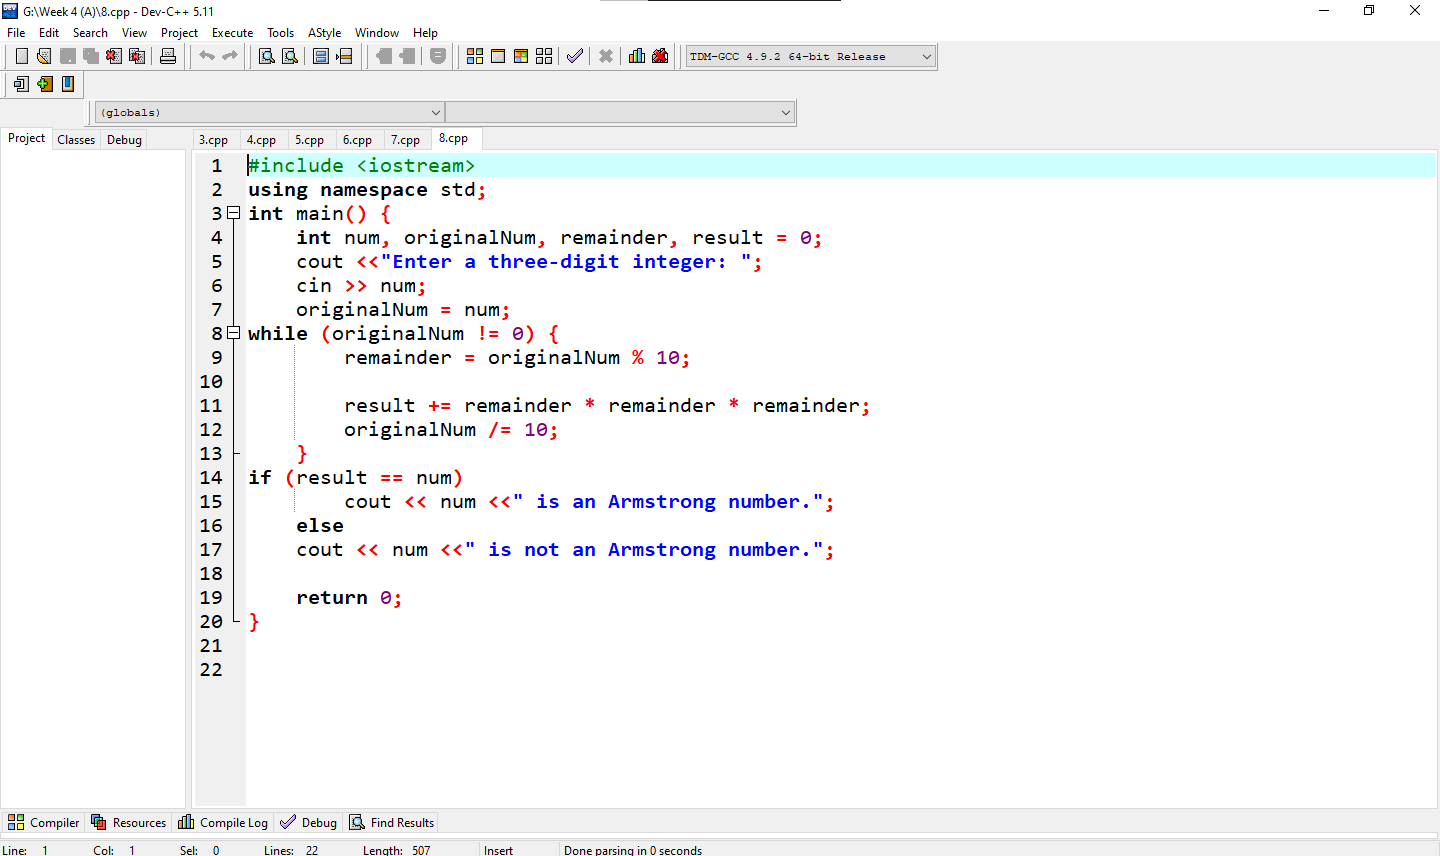 G:\Week 4 (A)\8.cpp - Dev-C++ 5.11
File Edit Search View Project Execute Tools AStyle Window Help
TDM-GCC 4.9.2 64-bit Release
(globals)
Project Classes Debug
3.cpp 4.cpp 5.cpp 6.cpp 7.cpp 8.cpp
1 #include <iostream>
2 using namespace std;
3 int main() {
4 int num, originalNum, remainder, result = 0;
5 cout <<"Enter a three-digit integer: ";
6 cin >> num;
7 originalNum = num;
8 while (originalNum != 0) {
9 remainder = originalNum % 10;
10
11 result += remainder * remainder * remainder;
12 originalNum /= 10;
13 }
14 if (result == num)
15 cout << num <<" is an Armstrong number.";
16 else
17 cout << num <<" is not an Armstrong number.";
18
19 return 0;
20 }
21
22
Compiler Resources Compile Log Debug Find Results
Line: 1 Col: 1 Sel: 0 Lines: 22 Length: 507 Insert Done parsing in 0 seconds